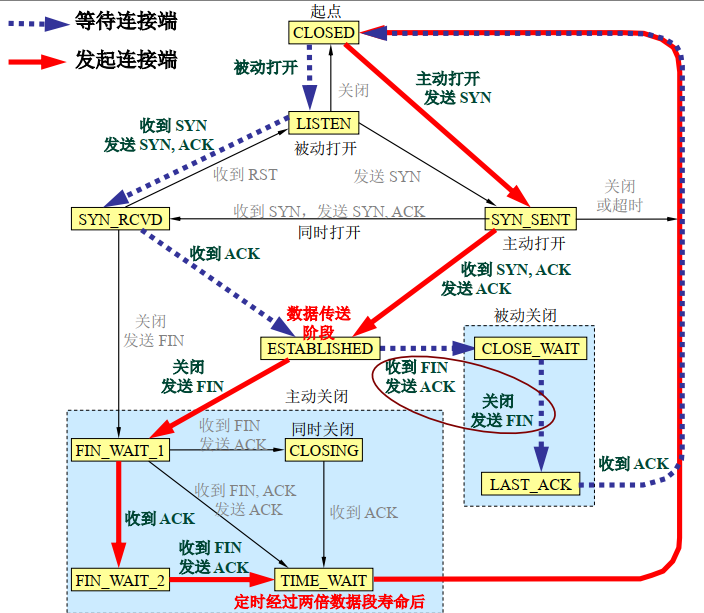 起点
等待连接端
CLOSED
发起连接端
被动打开
关闭
主动打开
发送 SYN
LISTEN
收到 SYN
发送 SYN, ACK
被动打开
收到 RST
发送 SYN
关闭
或超时
SYN_RCVD
收到 SYN，发送 SYN, ACK
SYN_SENT
同时打开
主动打开
收到 ACK
收到 SYN, ACK
发送 ACK
数据传送
阶段
被动关闭
关闭
发送 FIN
ESTABLISHED
CLOSE_WAIT
关闭
发送 FIN
收到 FIN
发送 ACK
主动关闭
关闭
发送 FIN
收到 FIN
发送 ACK
同时关闭
FIN_WAIT_1
CLOSING
收到 ACK
LAST_ACK
收到 FIN, ACK
发送 ACK
收到 ACK
收到 ACK
收到 FIN
发送 ACK
FIN_WAIT_2
TIME_WAIT
定时经过两倍数据段寿命后